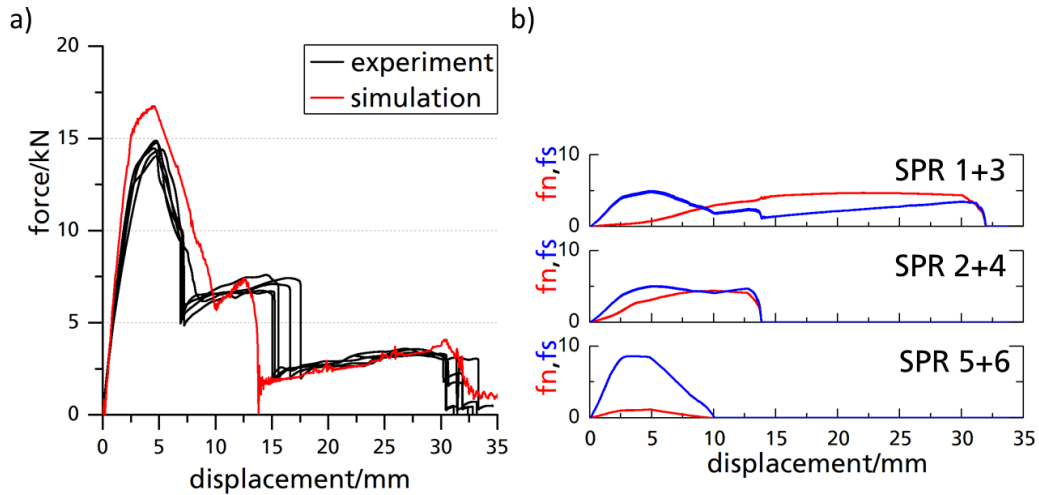 a)
force/kN
20
15
10
5
0
experiment
simulation
0 5 10 15 20 25 30 35
displacement/mm
b)
fn,fs
10
0
SPR 1+3
fn,fs
10
0
SPR 2+4
fn,fs
10
0
SPR 5+6
0 5 10 15 20 25 30 35
displacement/mm